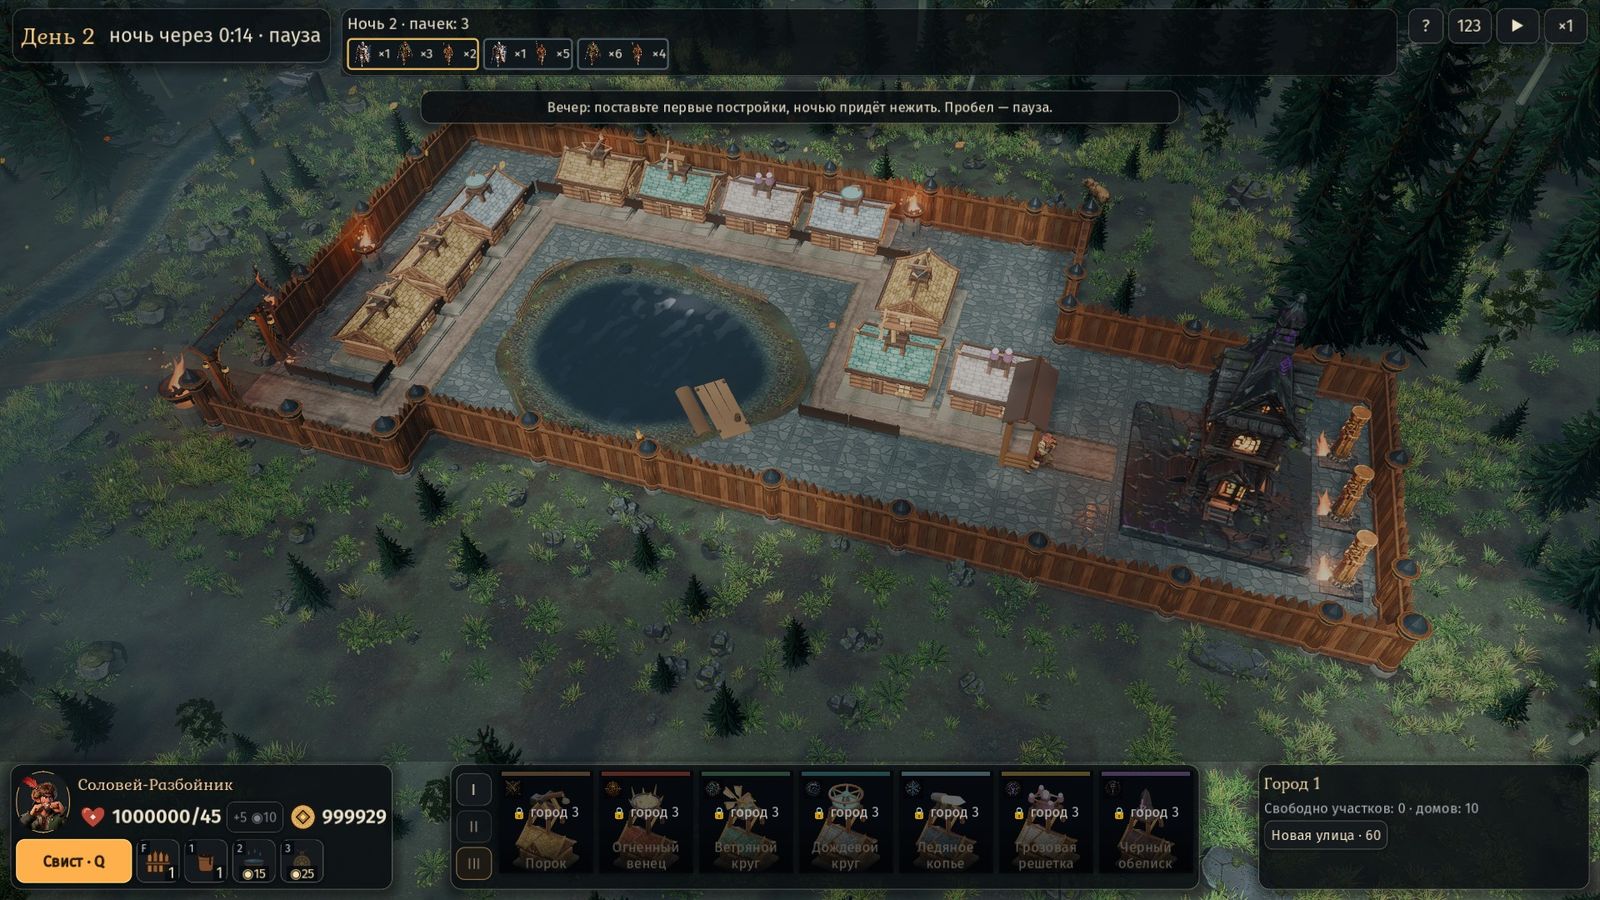 День 2 ночь через 0:14 · пауза
Ночь 2 · пачек: 3
×1 ×3 ×2 ×1 ×5 ×6 ×4
? 123 ×1
Вечер: поставьте первые постройки, ночью придёт нежить. Пробел — пауза.
Соловей-Разбойник
1000000/45 +5 10 999929
Свист · Q
F 1
1 1
2 15
3 25
I
II
III
город 3
Порок
город 3
Огненный
венец
город 3
Ветряной
круг
город 3
Дождевой
круг
город 3
Ледяное
копье
город 3
Грозовая
решетка
город 3
Черный
обелиск
Город 1
Свободно участков: 0 · домов: 10
Новая улица · 60